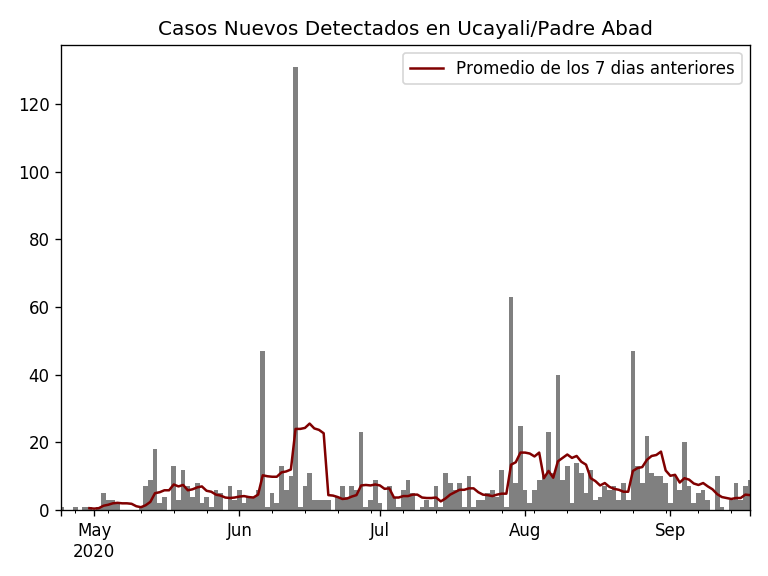 Casos Nuevos Detectados en Ucayali/Padre Abad
Promedio de los 7 dias anteriores
120
100
80
60
40
20
0
May Jun Jul Aug Sep
2020